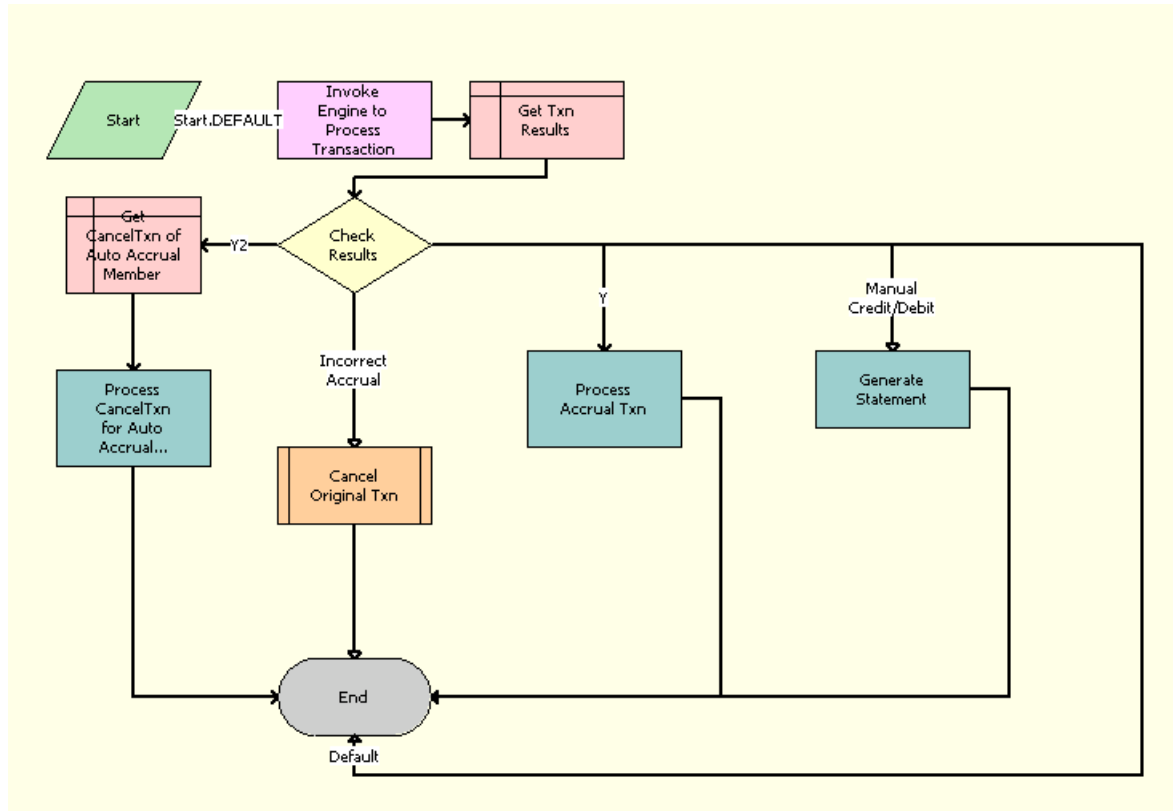 Start
Start.DEFAULT
Invoke
Engine to
Process
Transaction
Get Txn
Results
Get
CancelTxn of
Auto Accrual
Member
Y2
Check
Results
Y
Manual
Credit/Debit
Incorrect
Accrual
Process
CancelTxn
for Auto
Accrual...
Process
Accrual Txn
Generate
Statement
Cancel
Original Txn
End
Default